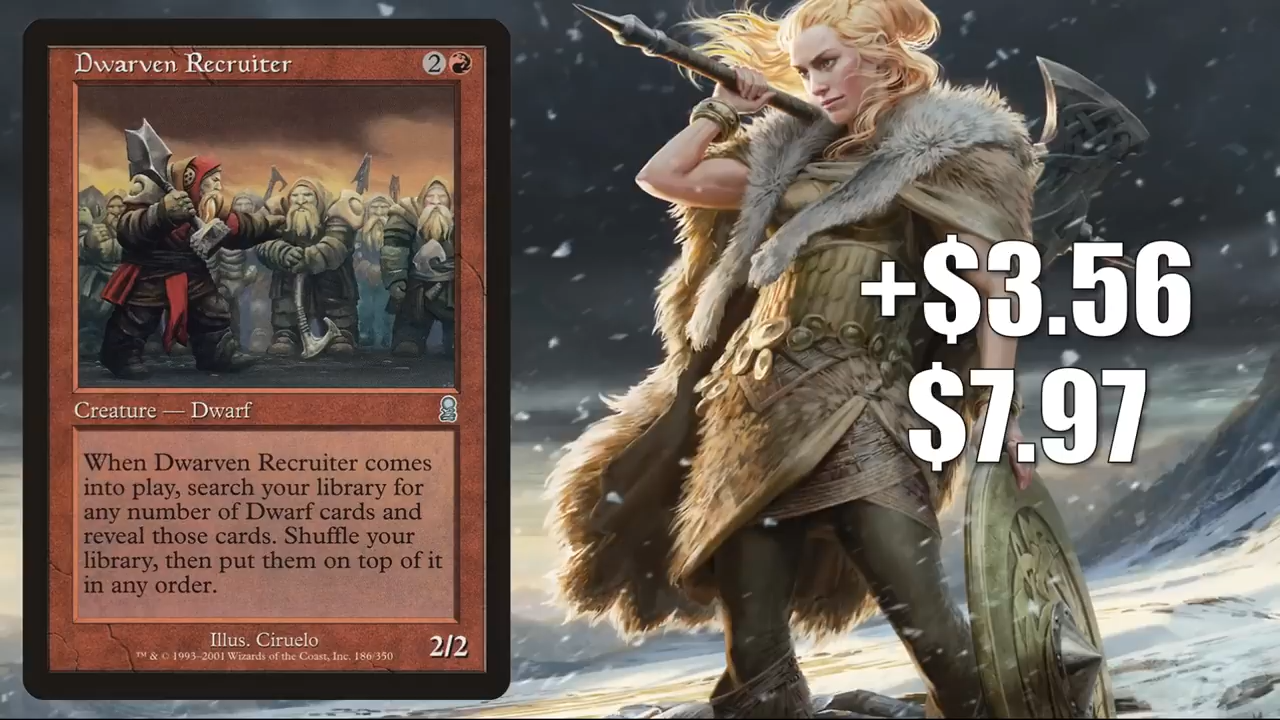 Dwarven Recruiter 2
Creature — Dwarf
When Dwarven Recruiter comes
into play, search your library for
any number of Dwarf cards and
reveal those cards. Shuffle your
library, then put them on top of it
in any order.
Illus. Ciruelo
™ & © 1993–2001 Wizards of the Coast, Inc. 186/350
2/2
+$3.56
$7.97